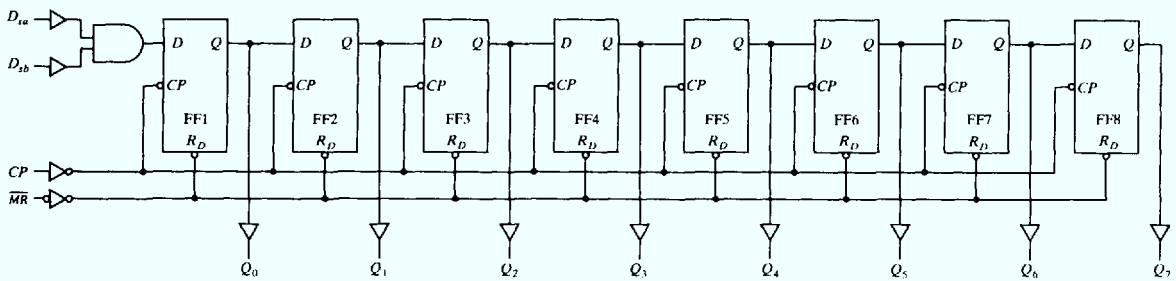 D_sa
D Q D Q D Q D Q D Q D Q D Q D Q
D_sb
CP CP CP CP CP CP CP CP
FF1 FF2 FF3 FF4 FF5 FF6 FF7 FF8
R_D R_D R_D R_D R_D R_D R_D R_D
CP
M̅R̅
Q_0 Q_1 Q_2 Q_3 Q_4 Q_5 Q_6 Q_7